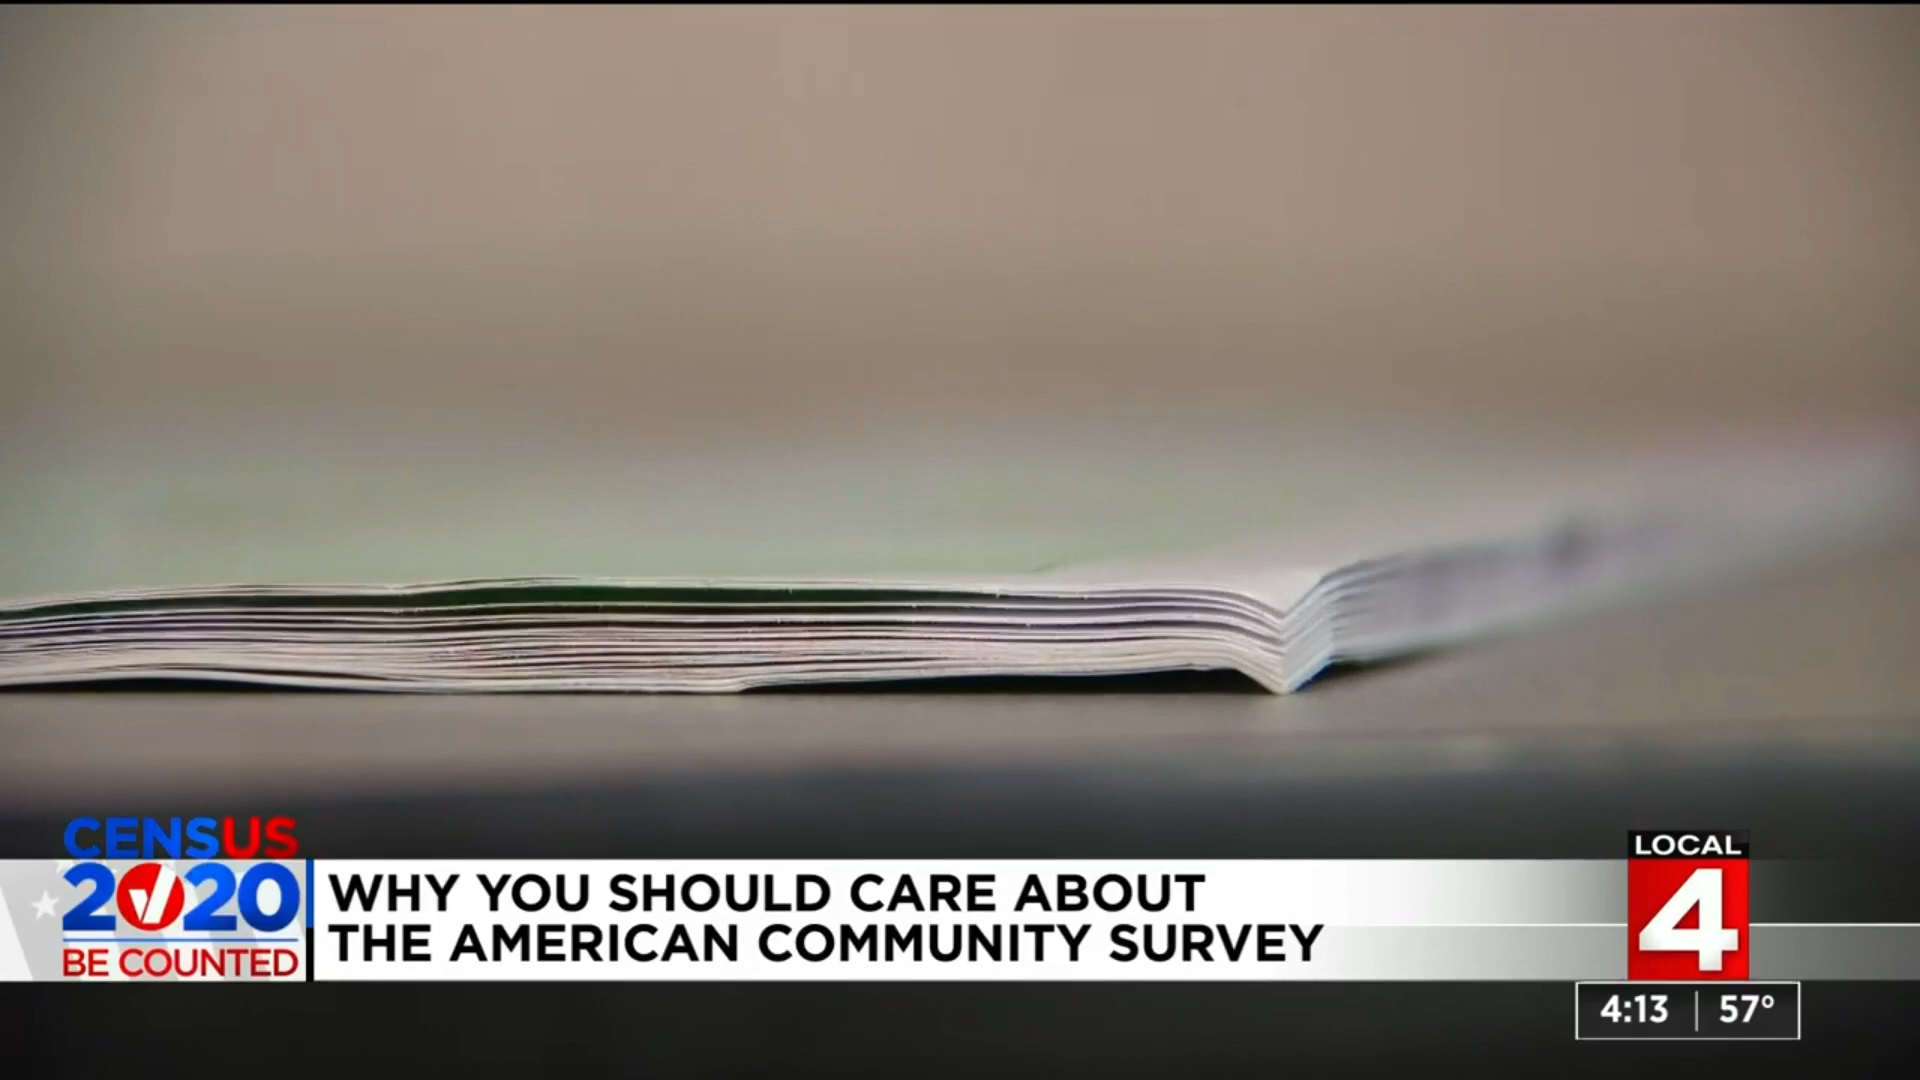 CENSUS
2020
BE COUNTED
WHY YOU SHOULD CARE ABOUT
THE AMERICAN COMMUNITY SURVEY
LOCAL
4
4:13 | 57°